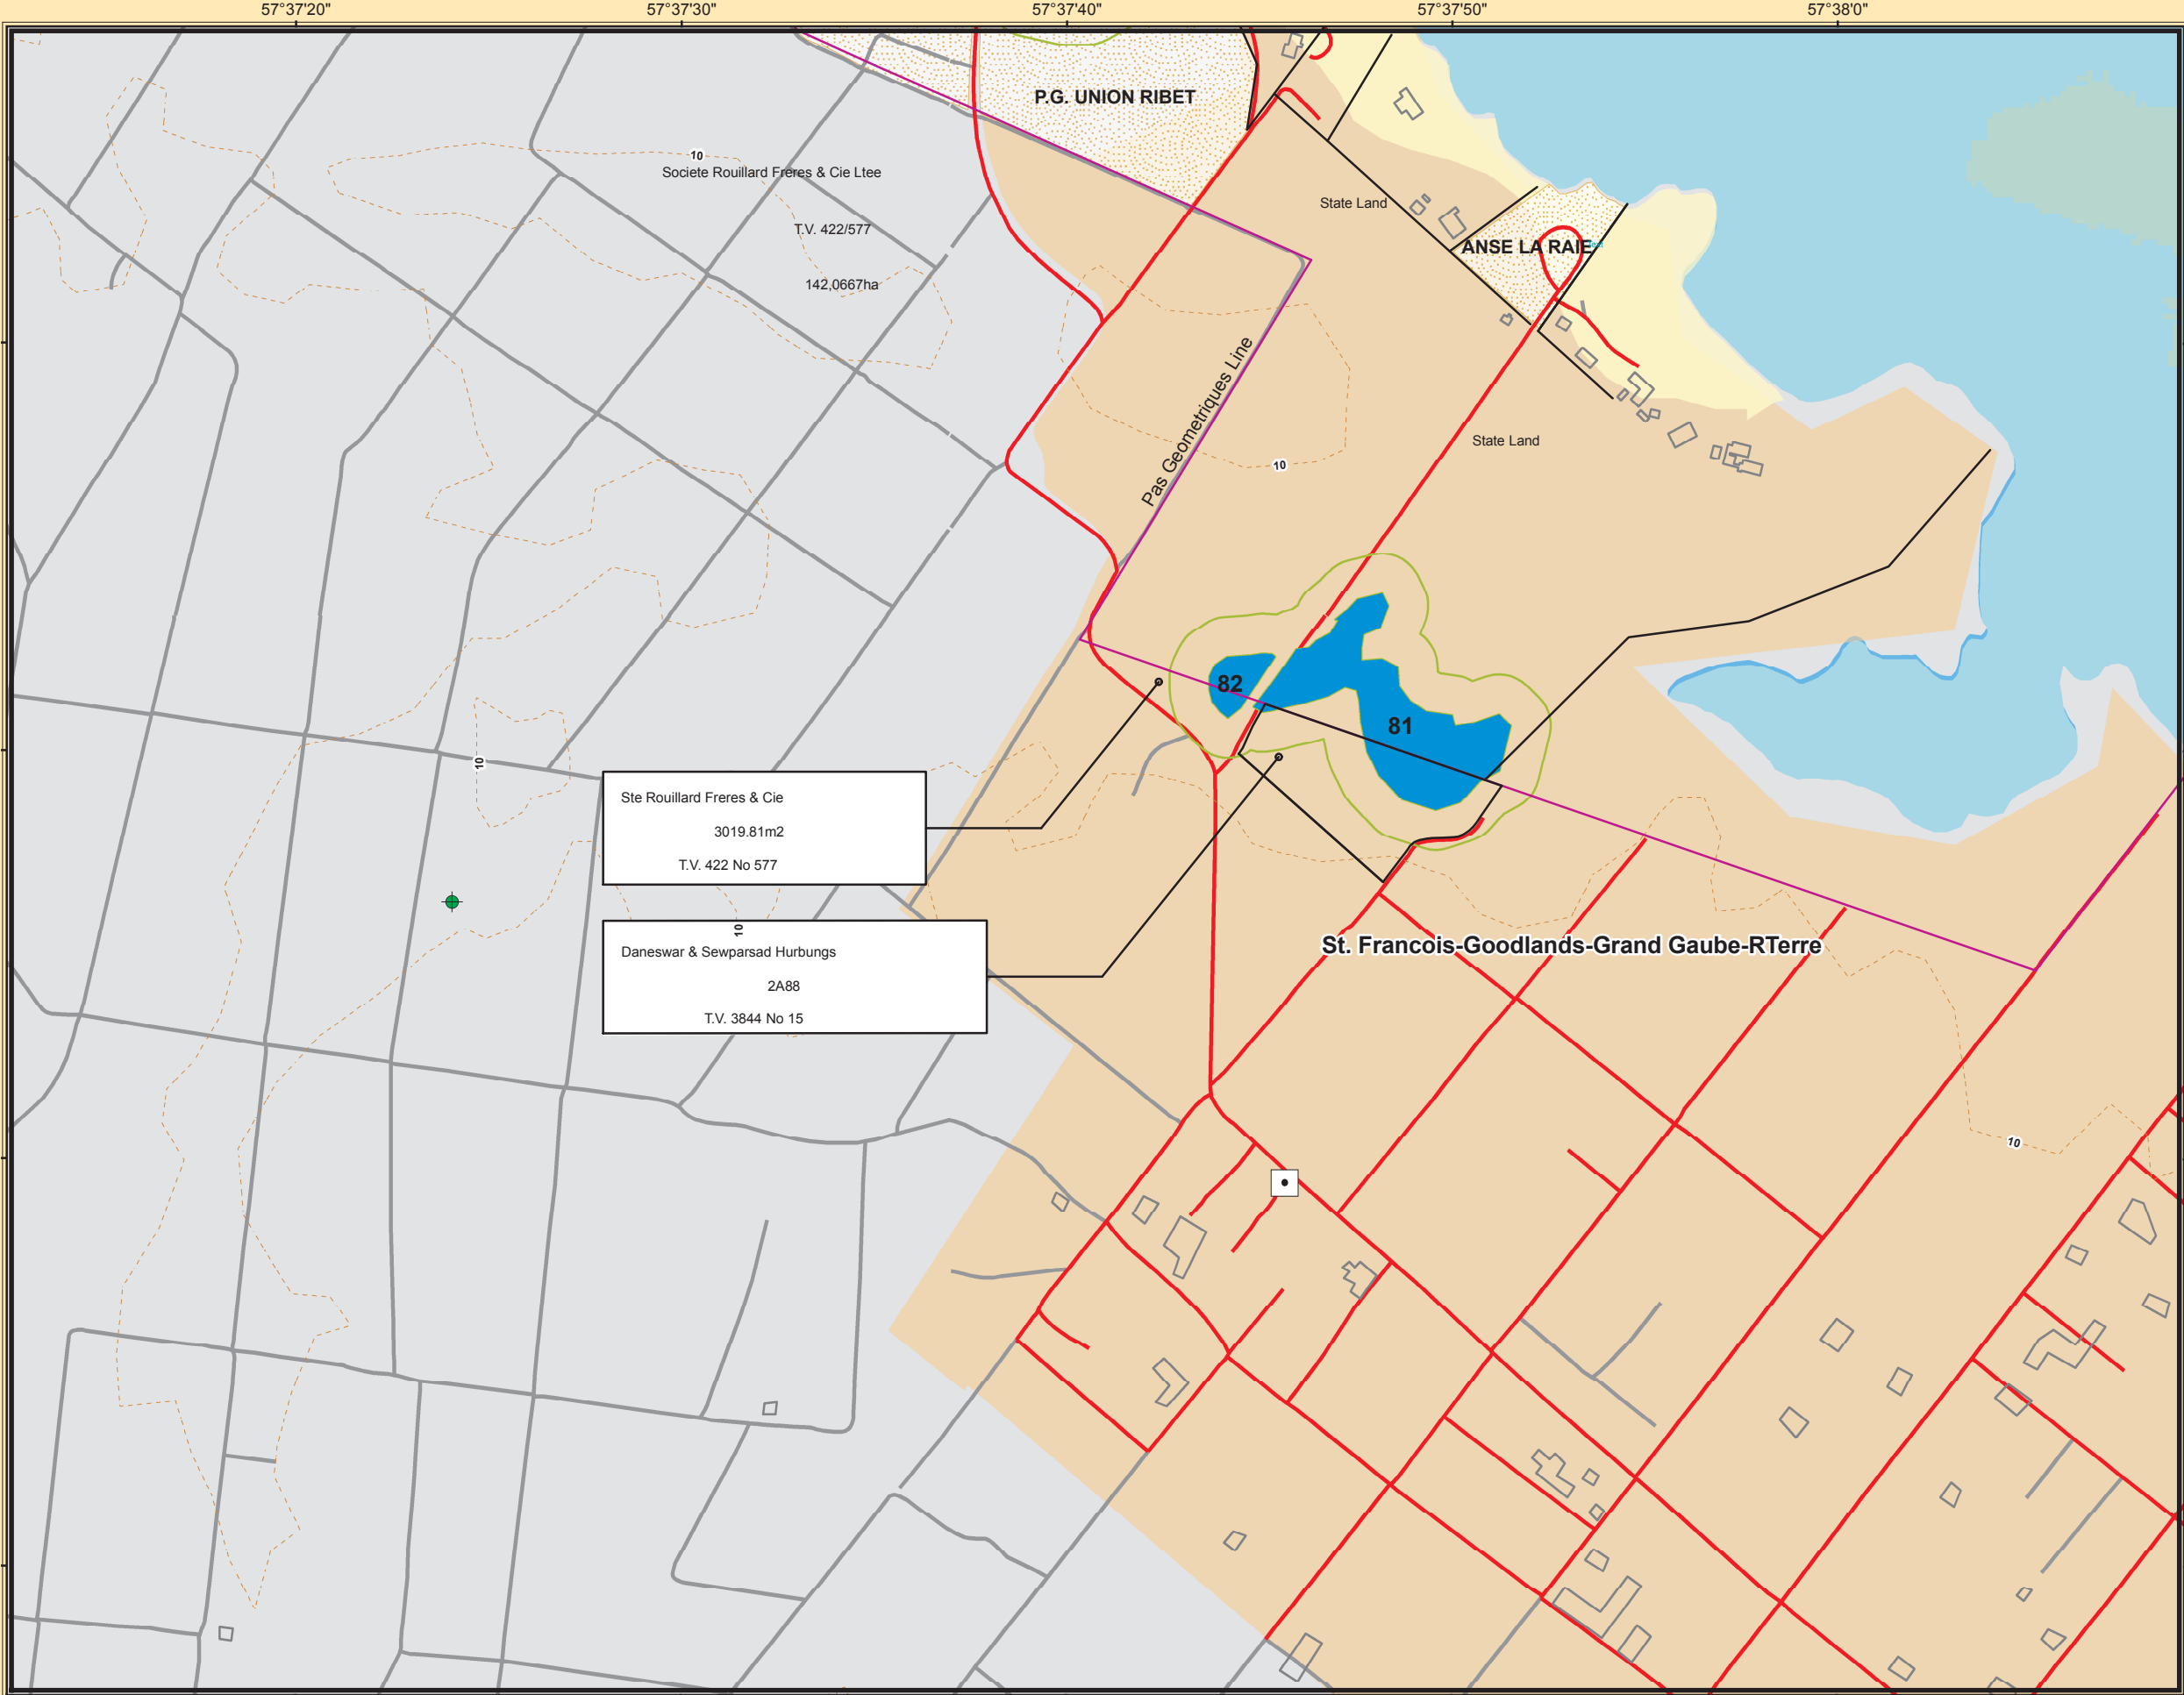 57°37'20" 57°37'30" 57°37'40" 57°37'50" 57°38'0"
P.G. UNION RIBET
10
Societe Rouillard Freres & Cie Ltee
T.V. 422/577
142,0667ha
State Land
ANSE LA RAIE
Pas Geometriques Line
State Land
10
82
81
10
Ste Rouillard Freres & Cie
3019.81m2
T.V. 422 No 577
10
Daneswar & Sewparsad Hurbungs
2A88
T.V. 3844 No 15
St. Francois-Goodlands-Grand Gaube-RTerre
10